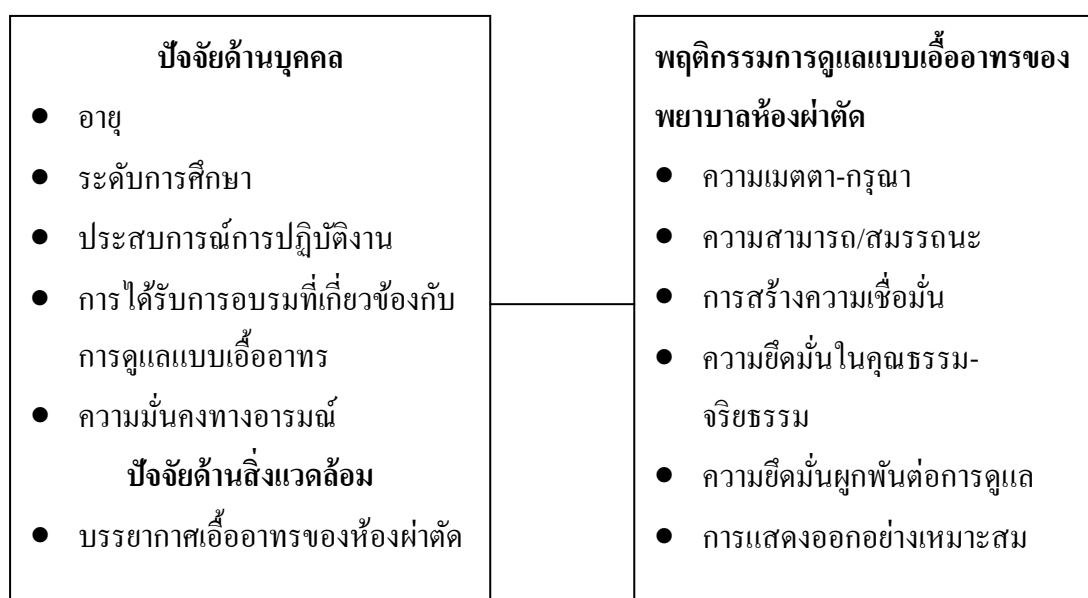 ปัจจัยด้านบุคคล
● อายุ
● ระดับการศึกษา
● ประสบการณ์การปฏิบัติงาน
● การได้รับการอบรมที่เกี่ยวข้องกับ
การดูแลแบบเอื้ออาทร
● ความมั่นคงทางอารมณ์
ปัจจัยด้านสิ่งแวดล้อม
● บรรยากาศเอื้ออาทรของห้องผ่าตัด
พฤติกรรมการดูแลแบบเอื้ออาทรของ
พยาบาลห้องผ่าตัด
● ความเมตตา-กรุณา
● ความสามารถ/สมรรถนะ
● การสร้างความเชื่อมั่น
● ความยึดมั่นในคุณธรรม-
จริยธรรม
● ความยึดมั่นผูกพันต่อการดูแล
● การแสดงออกอย่างเหมาะสม